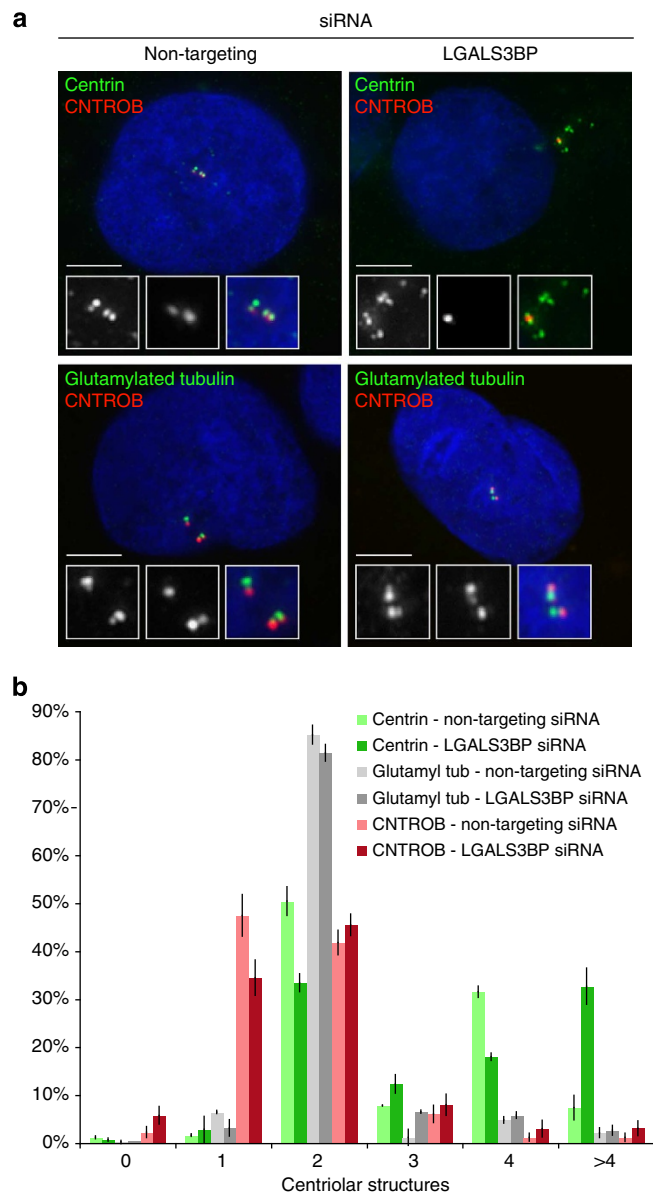 a
siRNA
Non-targeting
LGALS3BP
Centrin
CNTROB
Centrin
CNTROB
Glutamylated tubulin
CNTROB
Glutamylated tubulin
CNTROB
b
90%
80%
70%
60%
50%
40%
30%
20%
10%
0%
Centrin - non-targeting siRNA
Centrin - LGALS3BP siRNA
Glutamyl tub - non-targeting siRNA
Glutamyl tub - LGALS3BP siRNA
CNTROB - non-targeting siRNA
CNTROB - LGALS3BP siRNA
0 1 2 3 4 >4
Centriolar structures